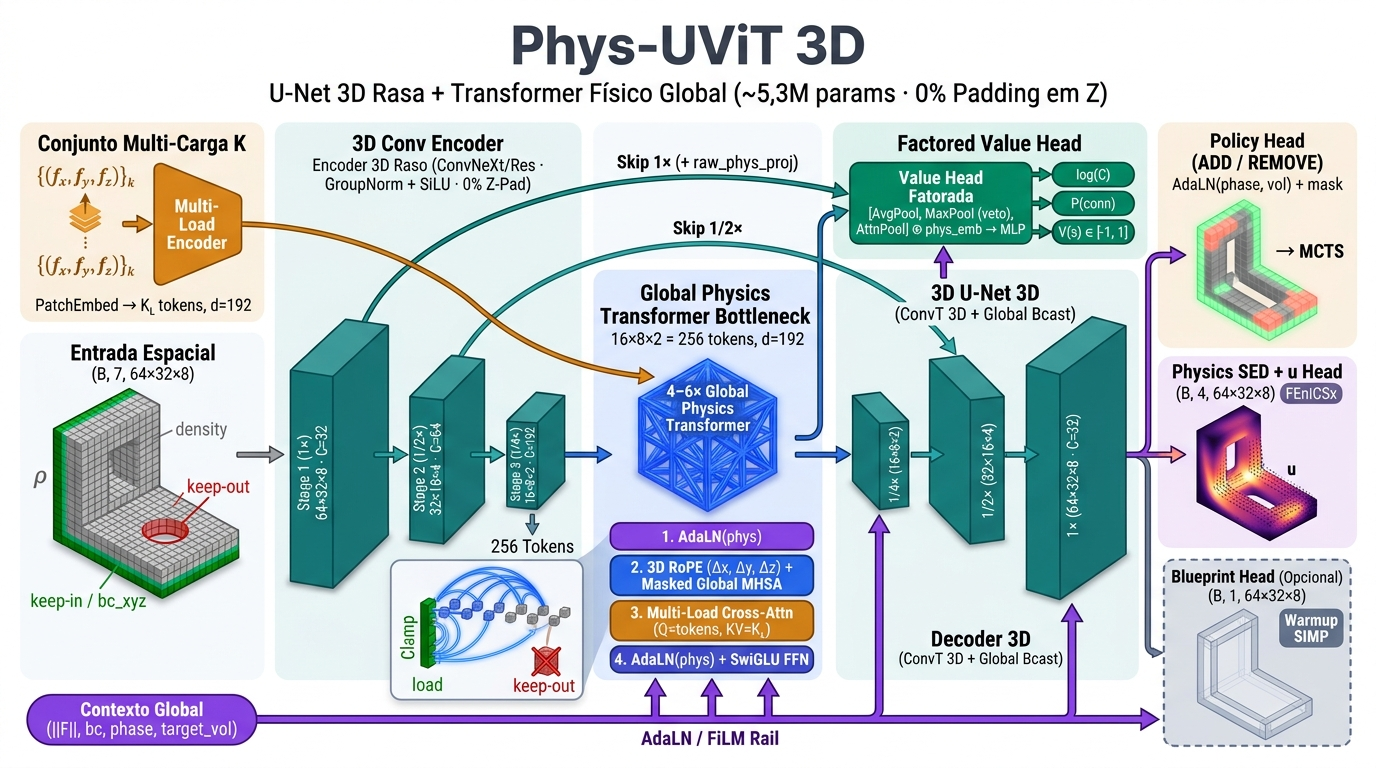 Phys-UViT 3D
U-Net 3D Rasa + Transformer Físico Global (~5,3M params · 0% Padding em Z)
Conjunto Multi-Carga K
{(fx, fy, fz)}k
{(fx, fy, fz)}k
Multi-
Load
Encoder
PatchEmbed → KL tokens, d=192
Entrada Espacial
(B, 7, 64×32×8)
density
ρ
keep-out
keep-in / bc_xyz
3D Conv Encoder
Encoder 3D Raso (ConvNeXt/Res ·
GroupNorm + SiLU · 0% Z-Pad)
Stage 1 (1×)
64×32×8 · C=32
Stage 2 (1/2×)
Stage 3 (1/4×)
256 Tokens
Clamp
load
keep-out
Skip 1× (+ raw_phys_proj)
Skip 1/2×
Global Physics
Transformer Bottleneck
16×8×2 = 256 tokens, d=192
4–6× Global
Physics
Transformer
1. AdaLN(phys)
2. 3D RoPE (Δx, Δy, Δz) +
Masked Global MHSA
3. Multi-Load Cross-Attn
(Q=tokens, KV=KL)
4. AdaLN(phys) + SwiGLU FFN
Factored Value Head
Value Head
Fatorada
[AvgPool, MaxPool (veto),
AttnPool] ⊕ phys_emb → MLP
log(C)
P(conn)
V(s) ∈ [-1, 1]
3D U-Net 3D
(ConvT 3D + Global Bcast)
1/4× (16×8×2)
1/2× (32×16×4)
1× (64×32×8 · C=32)
Decoder 3D
(ConvT 3D + Global Bcast)
Policy Head
(ADD / REMOVE)
AdaLN(phase, vol) + mask
→ MCTS
Physics SED + u Head
(B, 4, 64×32×8) FEniCSx
u
Blueprint Head (Opcional)
(B, 1, 64×32×8)
Warmup
SIMP
Contexto Global
(||F||, bc, phase, target_vol)
AdaLN / FiLM Rail